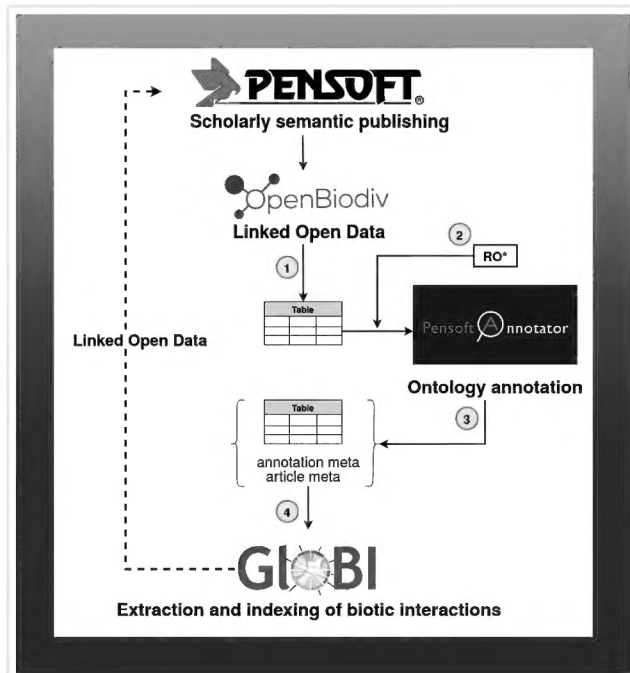 PENSOFT®
Scholarly semantic publishing
OpenBiodiv
Linked Open Data
2
RO*
1
Table
Pensoft Annotator
Linked Open Data
Ontology annotation
Table
3
annotation meta
article meta
4
GloBI
Extraction and indexing of biotic interactions